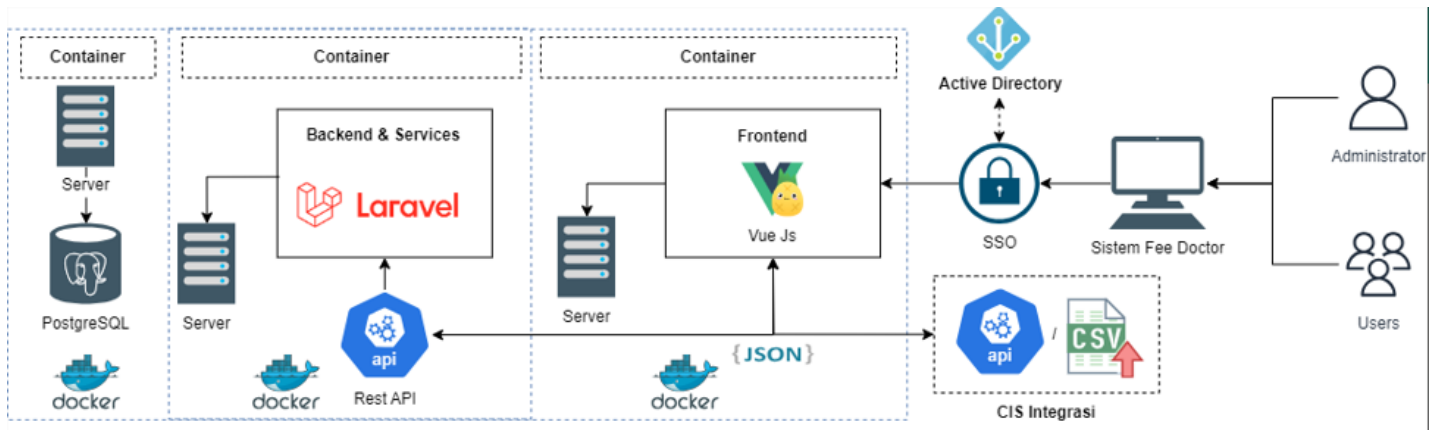 Container
Server
PostgreSQL
docker
Container
Backend & Services
Laravel
Server
api
Rest API
docker
Container
Frontend
Vue Js
Server
{JSON}
docker
Active Directory
SSO
Sistem Fee Doctor
Administrator
Users
api
/
CSV
CIS Integrasi